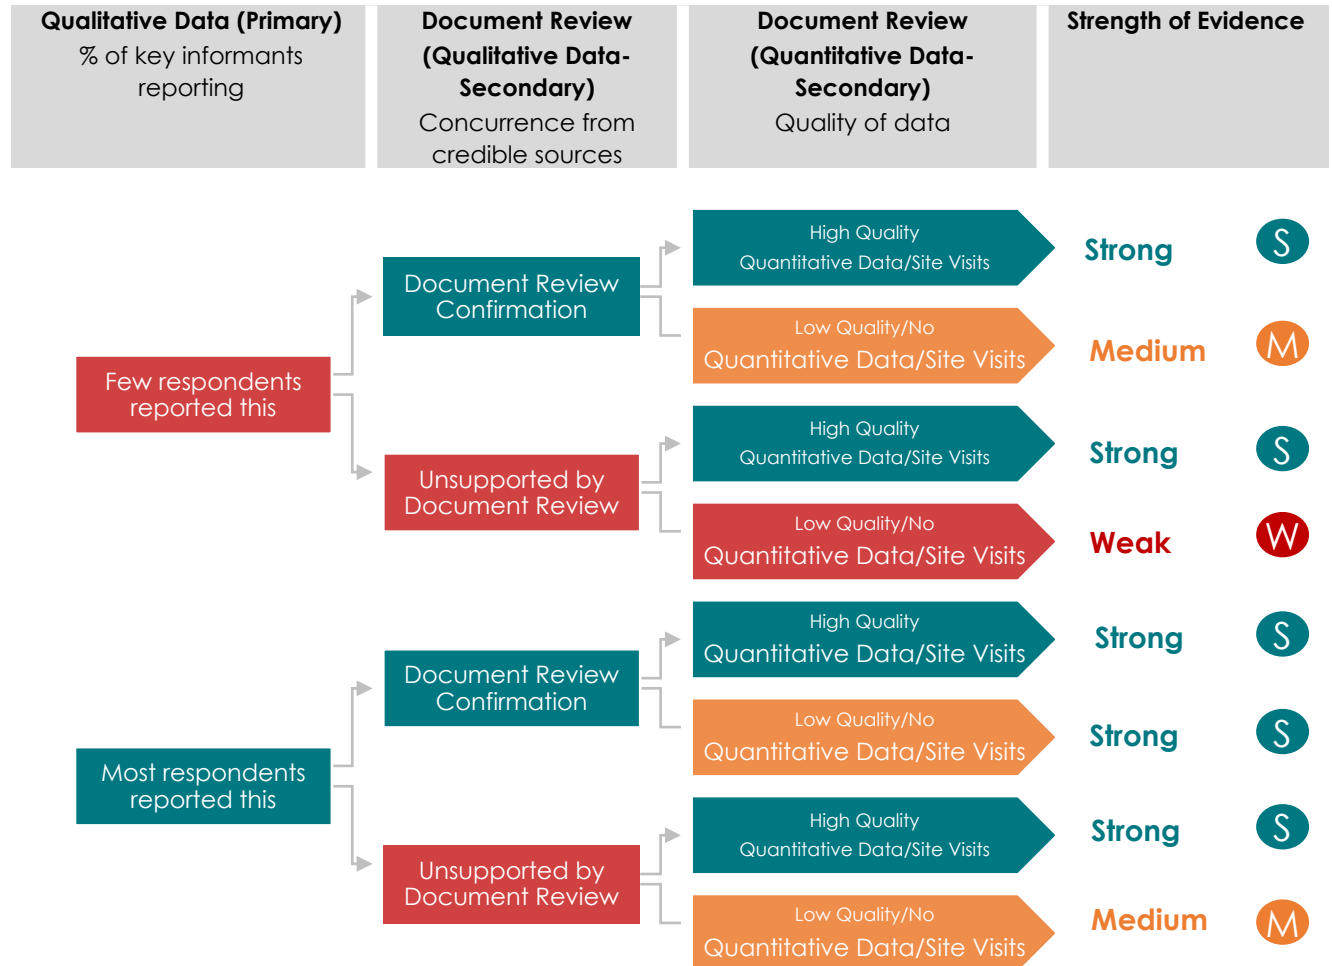 Qualitative Data (Primary)
% of key informants
reporting
Document Review
(Qualitative Data-
Secondary)
Concurrence from
credible sources
Document Review
(Quantitative Data-
Secondary)
Quality of data
Strength of Evidence
Few respondents
reported this
Document Review
Confirmation
High Quality
Quantitative Data/Site Visits
Strong
S
Low Quality/No
Quantitative Data/Site Visits
Medium
M
Unsupported by
Document Review
High Quality
Quantitative Data/Site Visits
Strong
S
Low Quality/No
Quantitative Data/Site Visits
Weak
W
Most respondents
reported this
Document Review
Confirmation
High Quality
Quantitative Data/Site Visits
Strong
S
Low Quality/No
Quantitative Data/Site Visits
Strong
S
Unsupported by
Document Review
High Quality
Quantitative Data/Site Visits
Strong
S
Low Quality/No
Quantitative Data/Site Visits
Medium
M